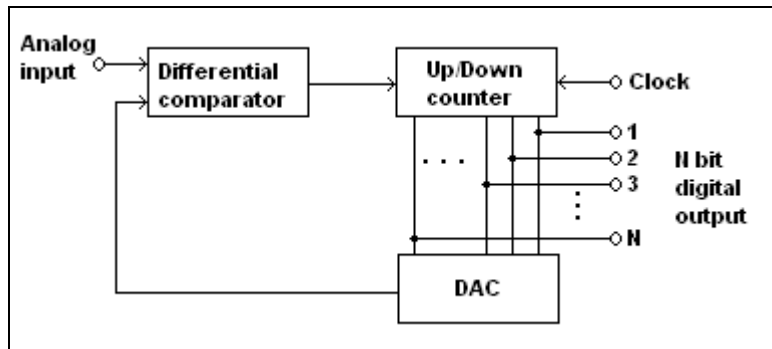 Analog
input
Differential
comparator
Up/Down
counter
Clock
1
2
3
N
N bit
digital
output
DAC